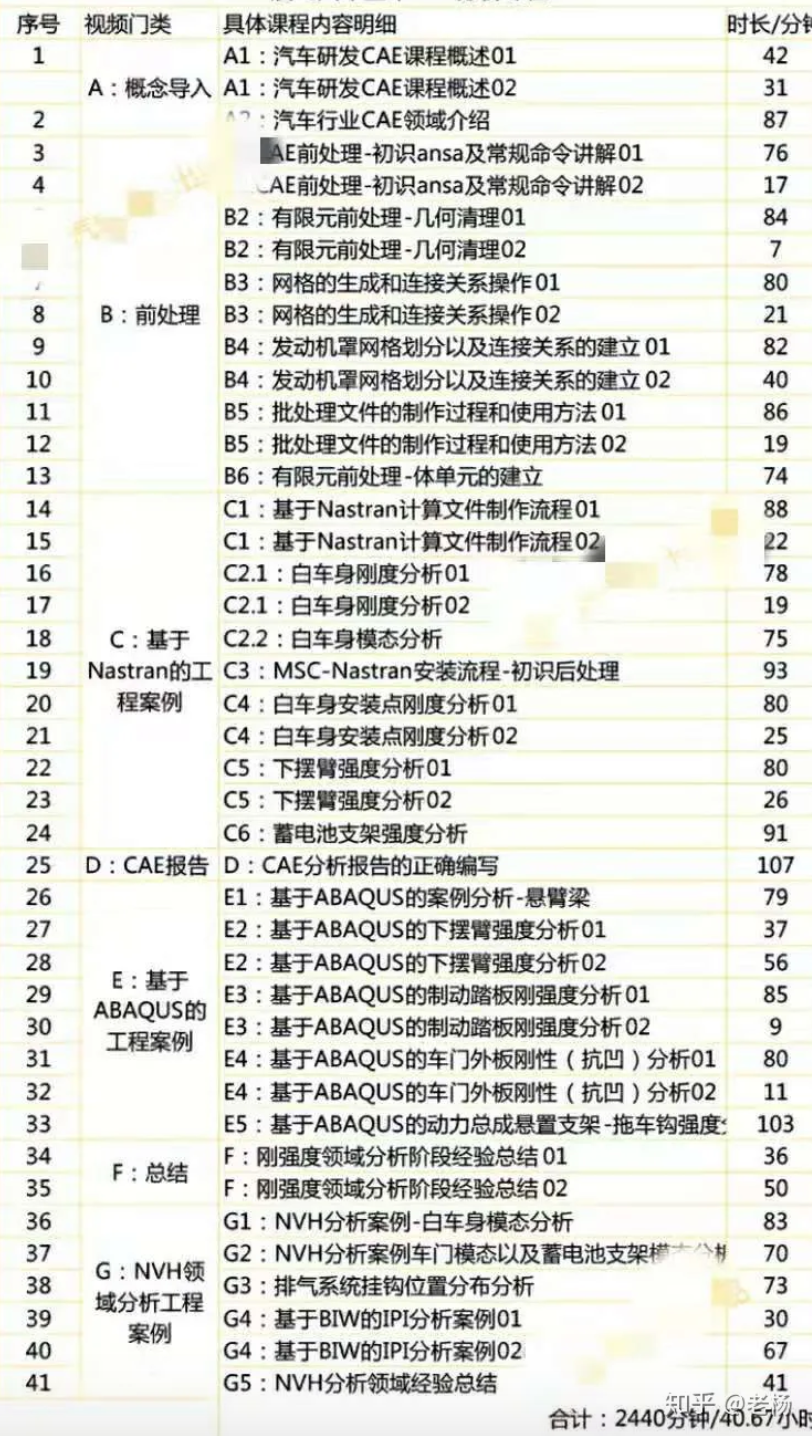 序号 视频门类 具体课程内容明细 时长/分钟
1 A1：汽车研发CAE课程概述01 42
A：概念导入 A1：汽车研发CAE课程概述02 31
2 ：汽车行业CAE领域介绍 87
3 AE前处理-初识ansa及常规命令讲解01 76
4 CAE前处理-初识ansa及常规命令讲解02 17
B2：有限元前处理-几何清理01 84
B2：有限元前处理-几何清理02 7
B3：网格的生成和连接关系操作01 80
8 B：前处理 B3：网格的生成和连接关系操作02 21
9 B4：发动机罩网格划分以及连接关系的建立01 82
10 B4：发动机罩网格划分以及连接关系的建立02 40
11 B5：批处理文件的制作过程和使用方法01 86
12 B5：批处理文件的制作过程和使用方法02 19
13 B6：有限元前处理-体单元的建立 74
14 C1：基于Nastran计算文件制作流程01 88
15 C1：基于Nastran计算文件制作流程02 22
16 C2.1：白车身刚度分析01 78
17 C2.1：白车身刚度分析02 19
18 C：基于 C2.2：白车身模态分析 75
19 Nastran的工 C3：MSC-Nastran安装流程-初识后处理 93
20 程案例 C4：白车身安装点刚度分析01 80
21 C4：白车身安装点刚度分析02 25
22 C5：下摆臂强度分析01 80
23 C5：下摆臂强度分析02 26
24 C6：蓄电池支架强度分析 91
25 D：CAE报告 D：CAE分析报告的正确编写 107
26 E1：基于ABAQUS的案例分析-悬臂梁 79
27 E2：基于ABAQUS的下摆臂强度分析01 37
28 E2：基于ABAQUS的下摆臂强度分析02 56
29 E：基于 E3：基于ABAQUS的制动踏板刚强度分析01 85
30 ABAQUS的 E3：基于ABAQUS的制动踏板刚强度分析02 9
31 工程案例 E4：基于ABAQUS的车门外板刚性（抗凹）分析01 80
32 E4：基于ABAQUS的车门外板刚性（抗凹）分析02 11
33 E5：基于ABAQUS的动力总成悬置支架-拖车钩强度 103
34 F：总结 F：刚强度领域分析阶段经验总结01 36
35 F：刚强度领域分析阶段经验总结02 50
36 G1：NVH分析案例-白车身模态分析 83
37 G2：NVH分析案例车门模态以及蓄电池支架模态分析 70
38 G：NVH领 G3：排气系统挂钩位置分布分析 73
39 域分析工程 G4：基于BIW的IPI分析案例01 30
40 案例 G4：基于BIW的IPI分析案例02 67
41 G5：NVH分析领域经验总结 41
知乎 @老杨
合计：2440分钟/40.67小时